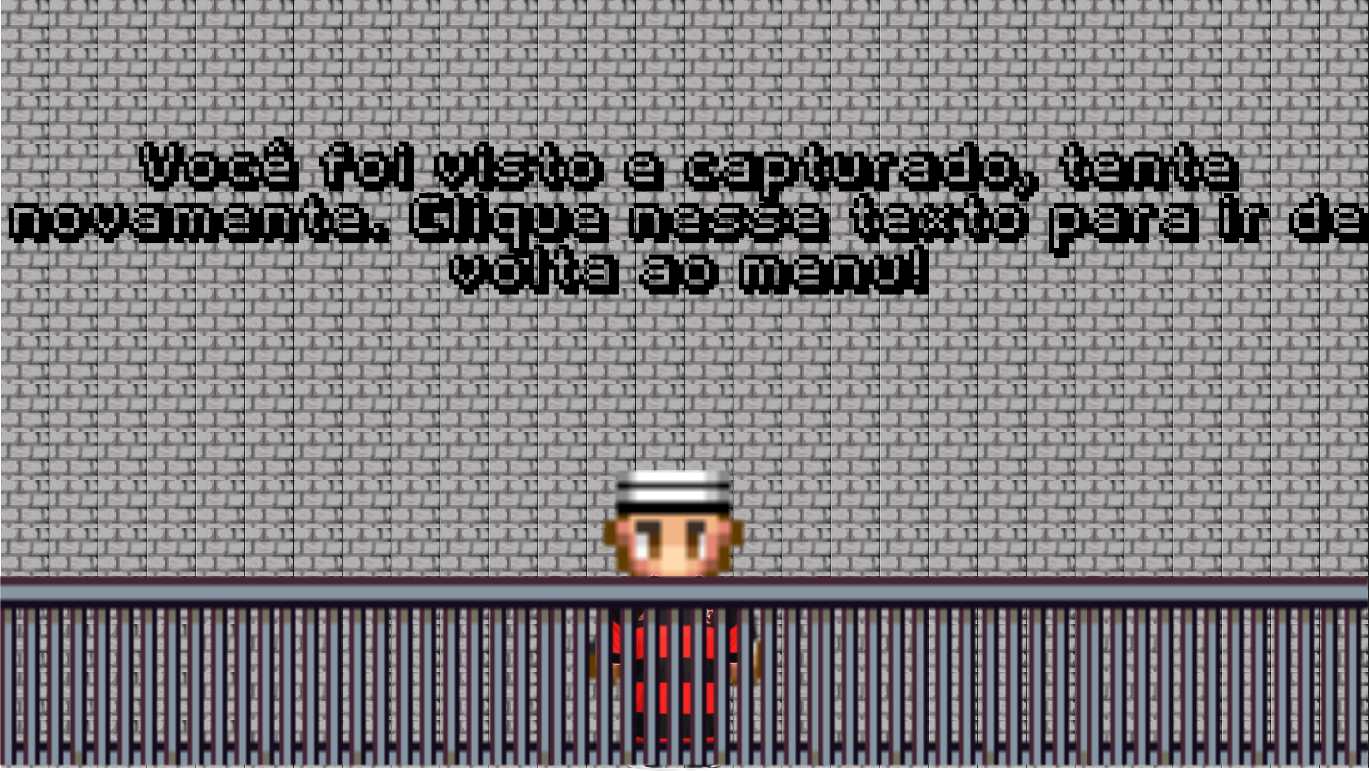 Você foi visto e capturado, tente
novamente. Clique nesse texto para ir de
volta ao menu!